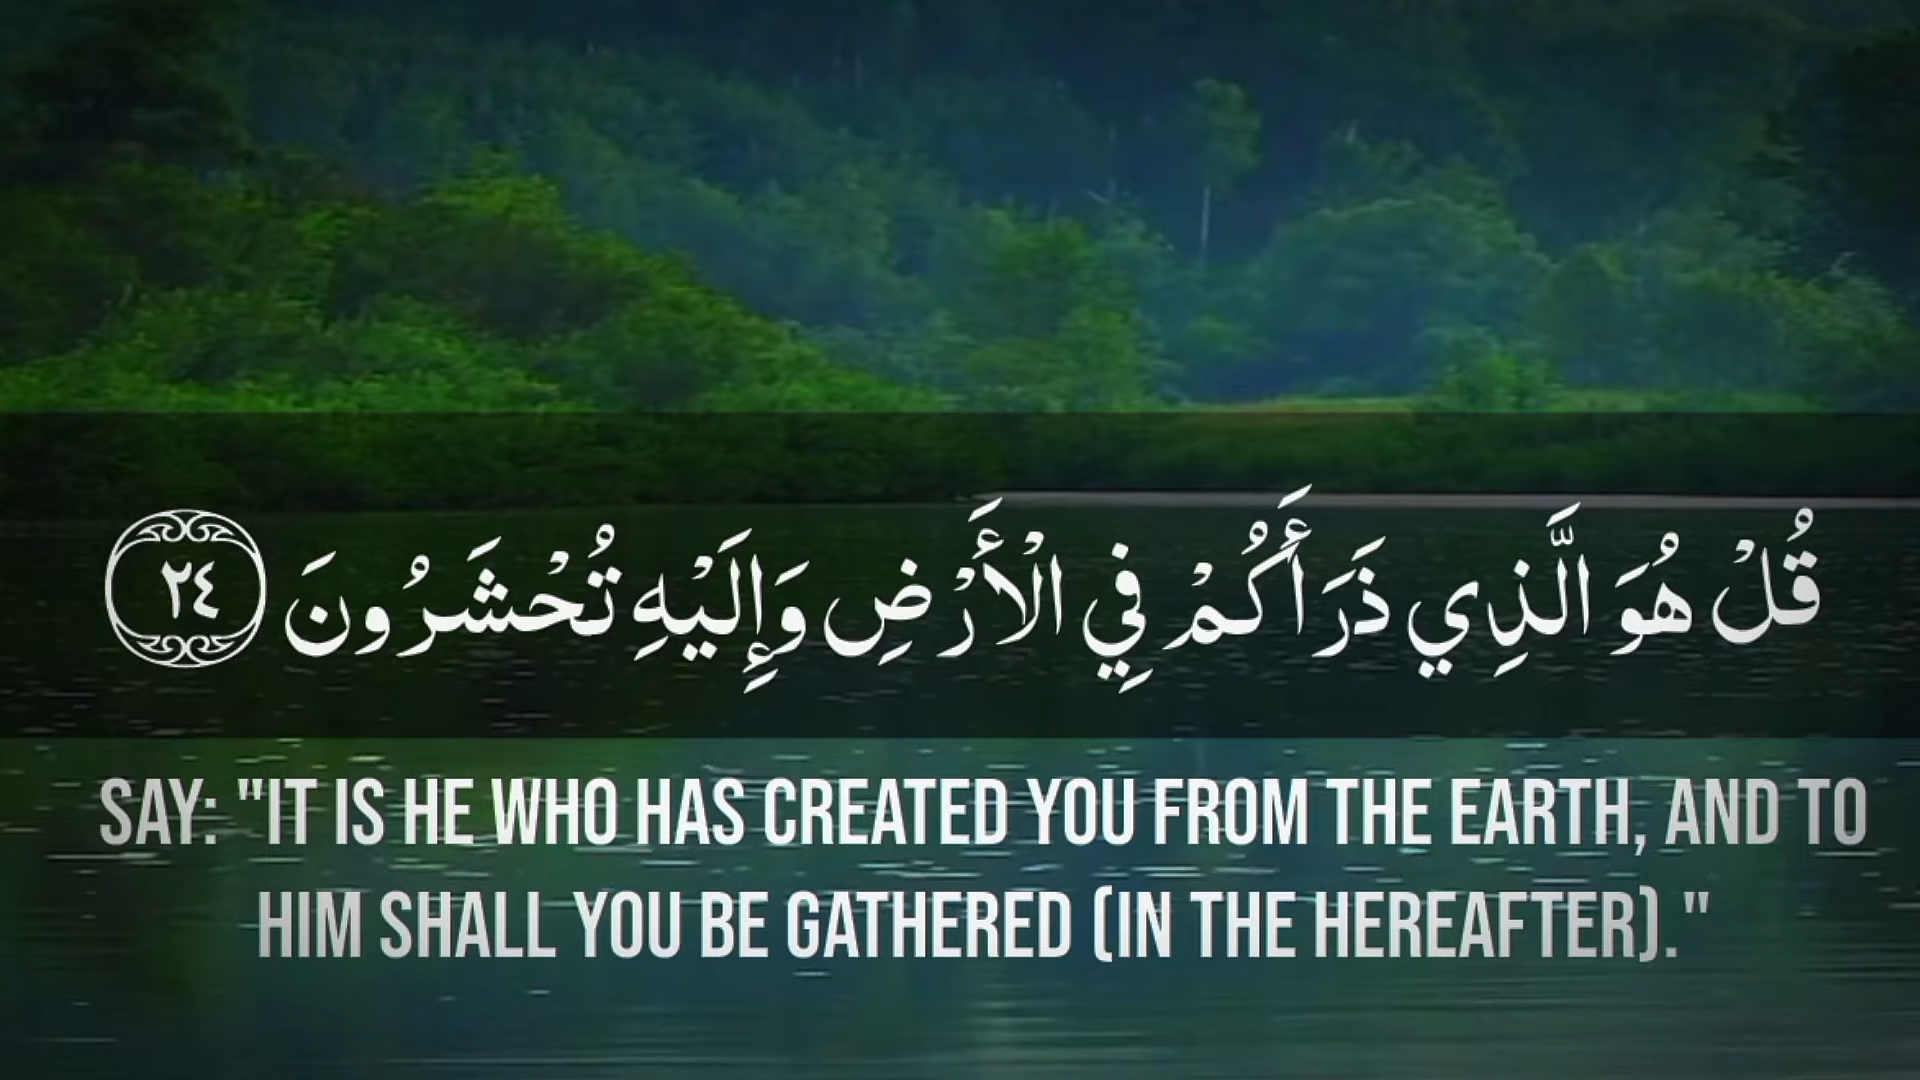 قُلْ هُوَ الَّذِي ذَرَأَكُمْ فِي الْأَرْضِ وَإِلَيْهِ تُحْشَرُونَ ٢٤
SAY: "IT IS HE WHO HAS CREATED YOU FROM THE EARTH, AND TO
HIM SHALL YOU BE GATHERED (IN THE HEREAFTER)."